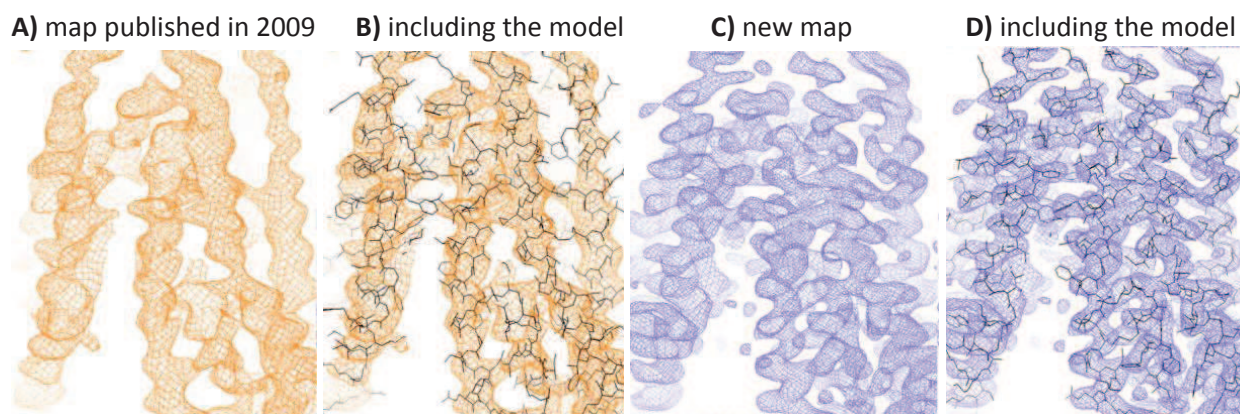 A) map published in 2009
B) including the model
C) new map
D) including the model